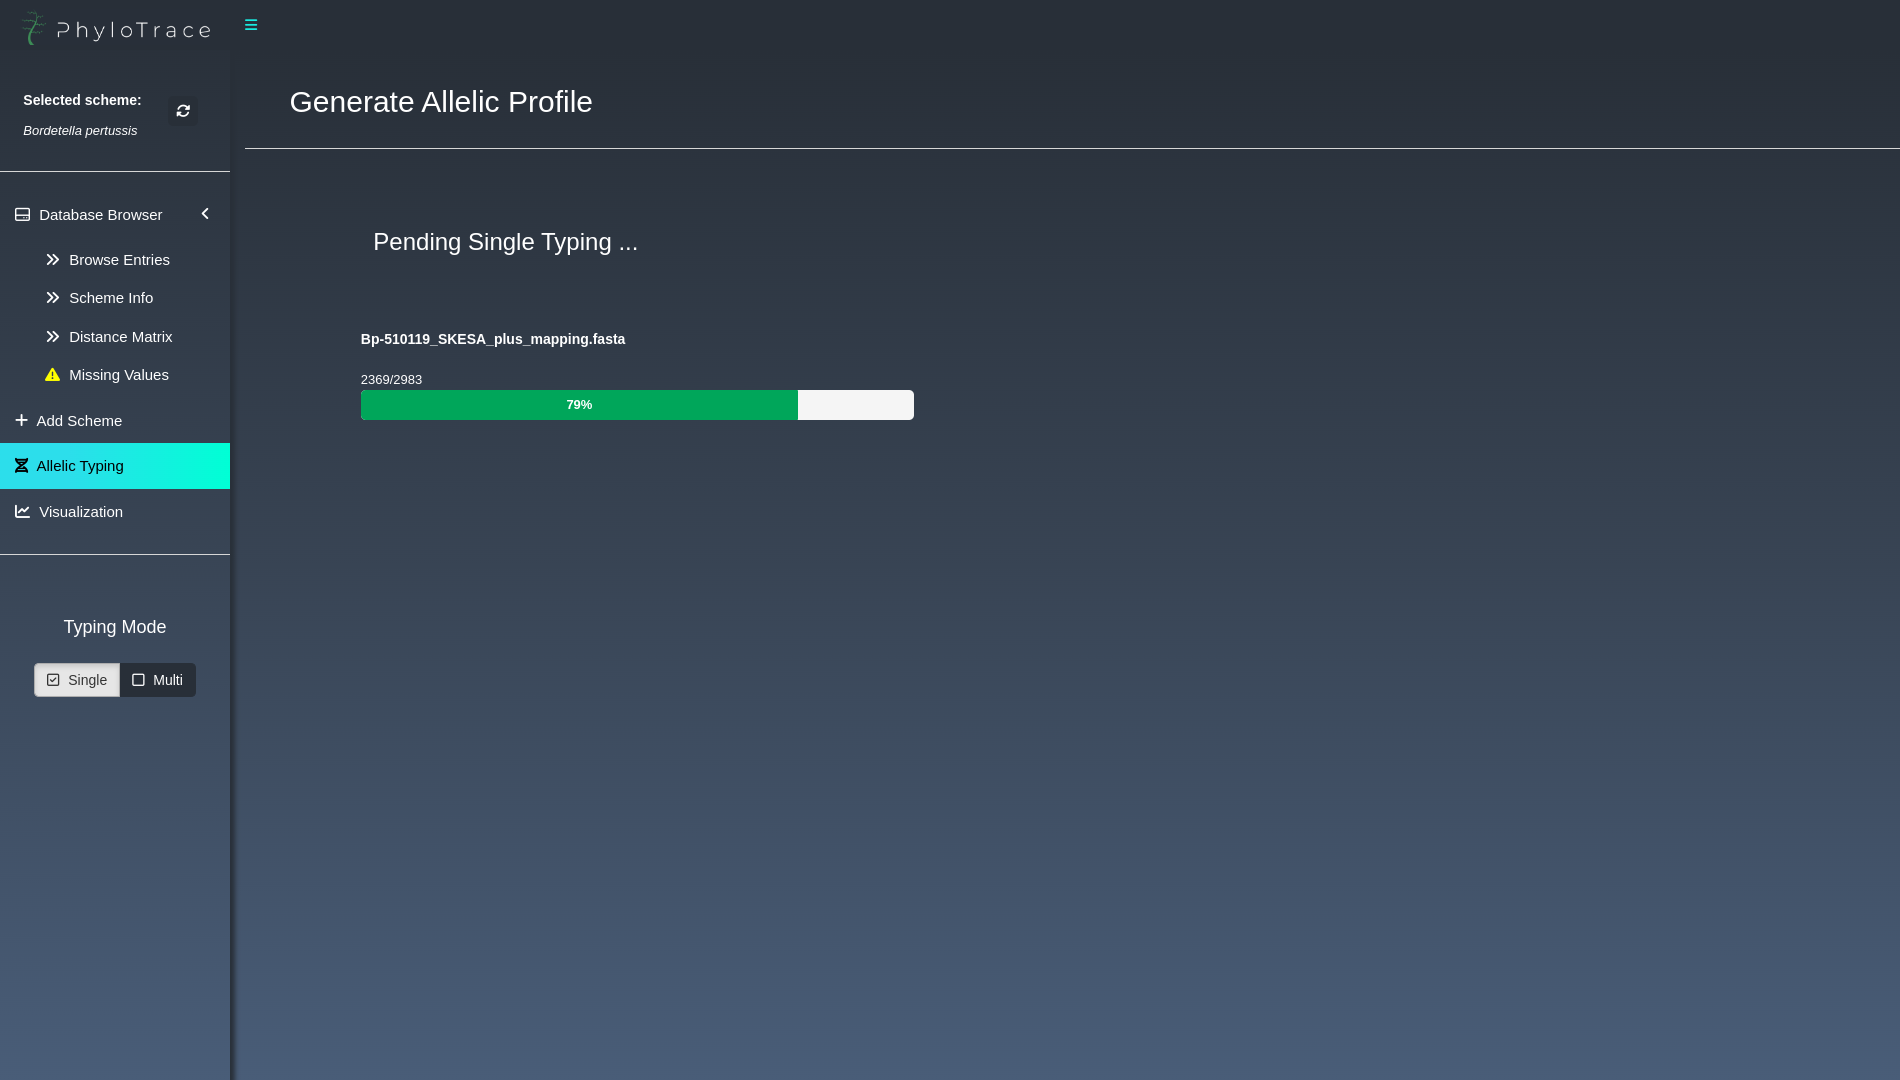 PhyloTrace
Selected scheme:
Bordetella pertussis
Database Browser
Browse Entries
Scheme Info
Distance Matrix
Missing Values
Add Scheme
Allelic Typing
Visualization
Typing Mode
Single Multi
Generate Allelic Profile
Pending Single Typing ...
Bp-510119_SKESA_plus_mapping.fasta
2369/2983
79%